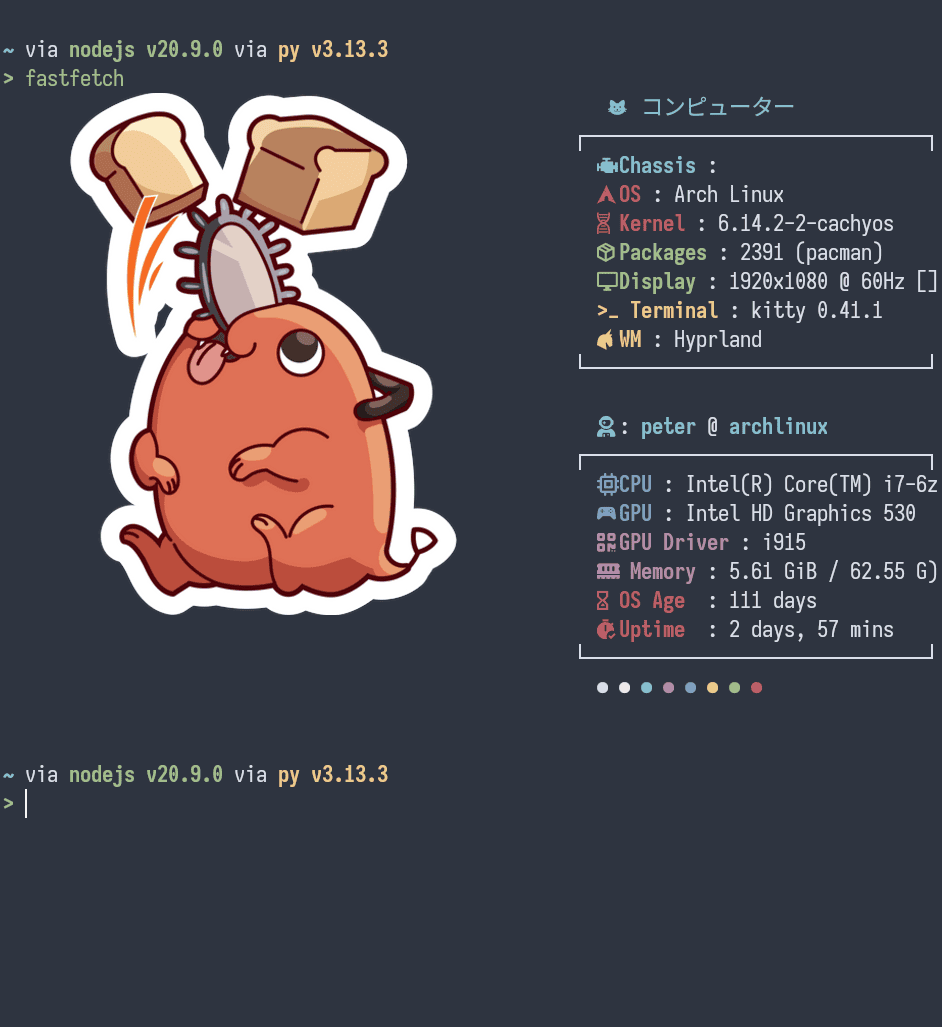 ~ via nodejs v20.9.0 via py v3.13.3
> fastfetch
コンピューター
Chassis :
OS : Arch Linux
Kernel : 6.14.2-2-cachyos
Packages : 2391 (pacman)
Display : 1920x1080 @ 60Hz []
>_ Terminal : kitty 0.41.1
WM : Hyprland
: peter @ archlinux
CPU : Intel(R) Core(TM) i7-6z
GPU : Intel HD Graphics 530
GPU Driver : i915
Memory : 5.61 GiB / 62.55 G)
OS Age : 111 days
Uptime : 2 days, 57 mins
~ via nodejs v20.9.0 via py v3.13.3
>